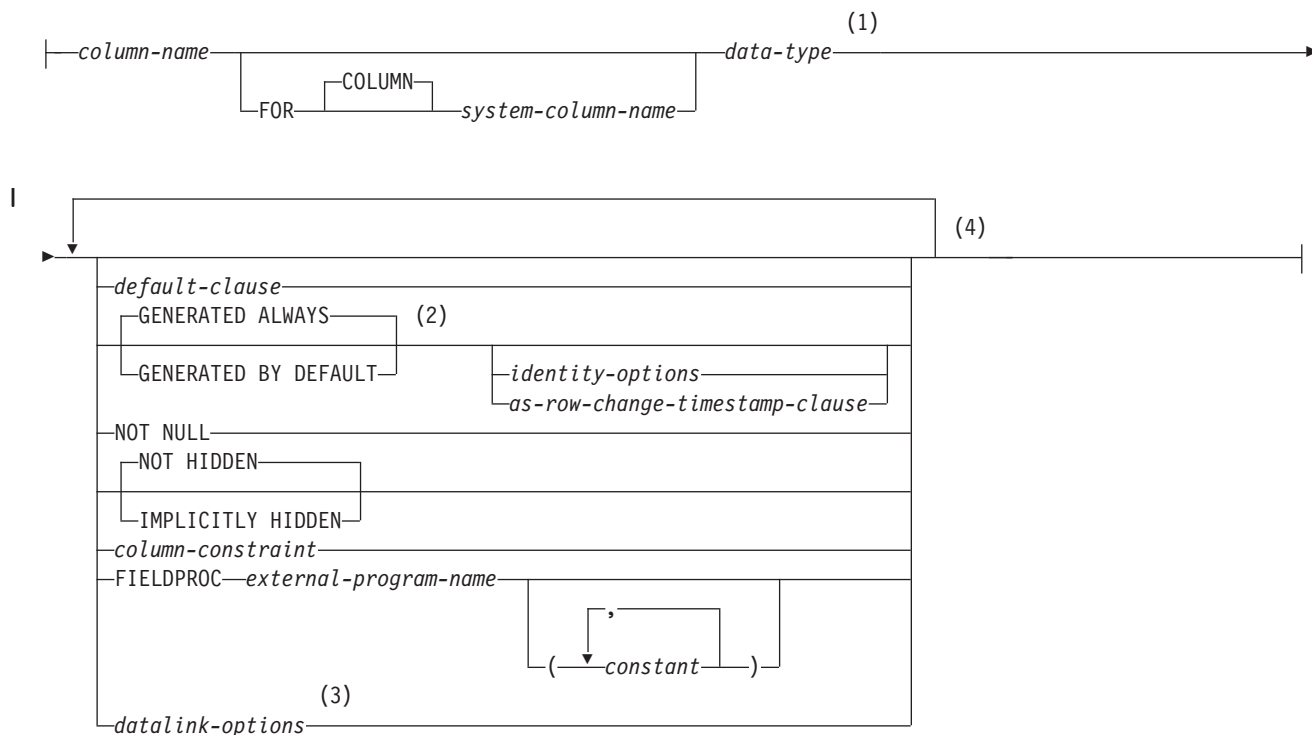 (1)
column-name data-type
COLUMN
FOR system-column-name
(4)
default-clause
GENERATED ALWAYS (2)
GENERATED BY DEFAULT identity-options
as-row-change-timestamp-clause
NOT NULL
NOT HIDDEN
IMPLICITLY HIDDEN
column-constraint
FIELDPROC external-program-name
,
( constant )
(3)
datalink-options